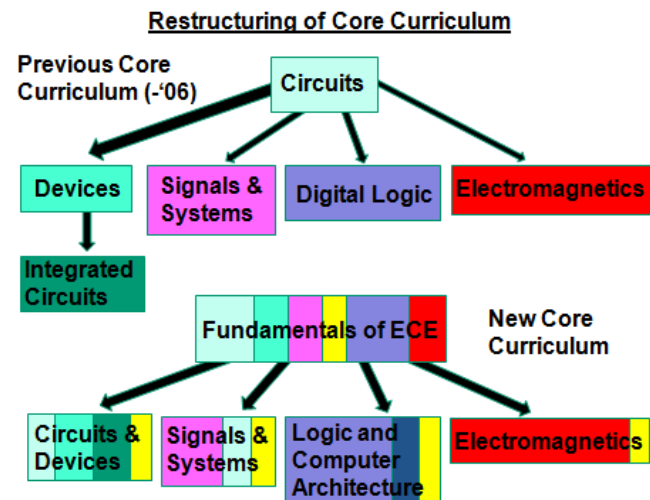 Restructuring of Core Curriculum
Previous Core
Curriculum (-‘06)
Circuits
Devices
Signals &
Systems
Digital Logic
Electromagnetics
Integrated
Circuits
Fundamentals of ECE
New Core
Curriculum
Circuits &
Devices
Signals &
Systems
Logic and
Computer
Architecture
Electromagnetics